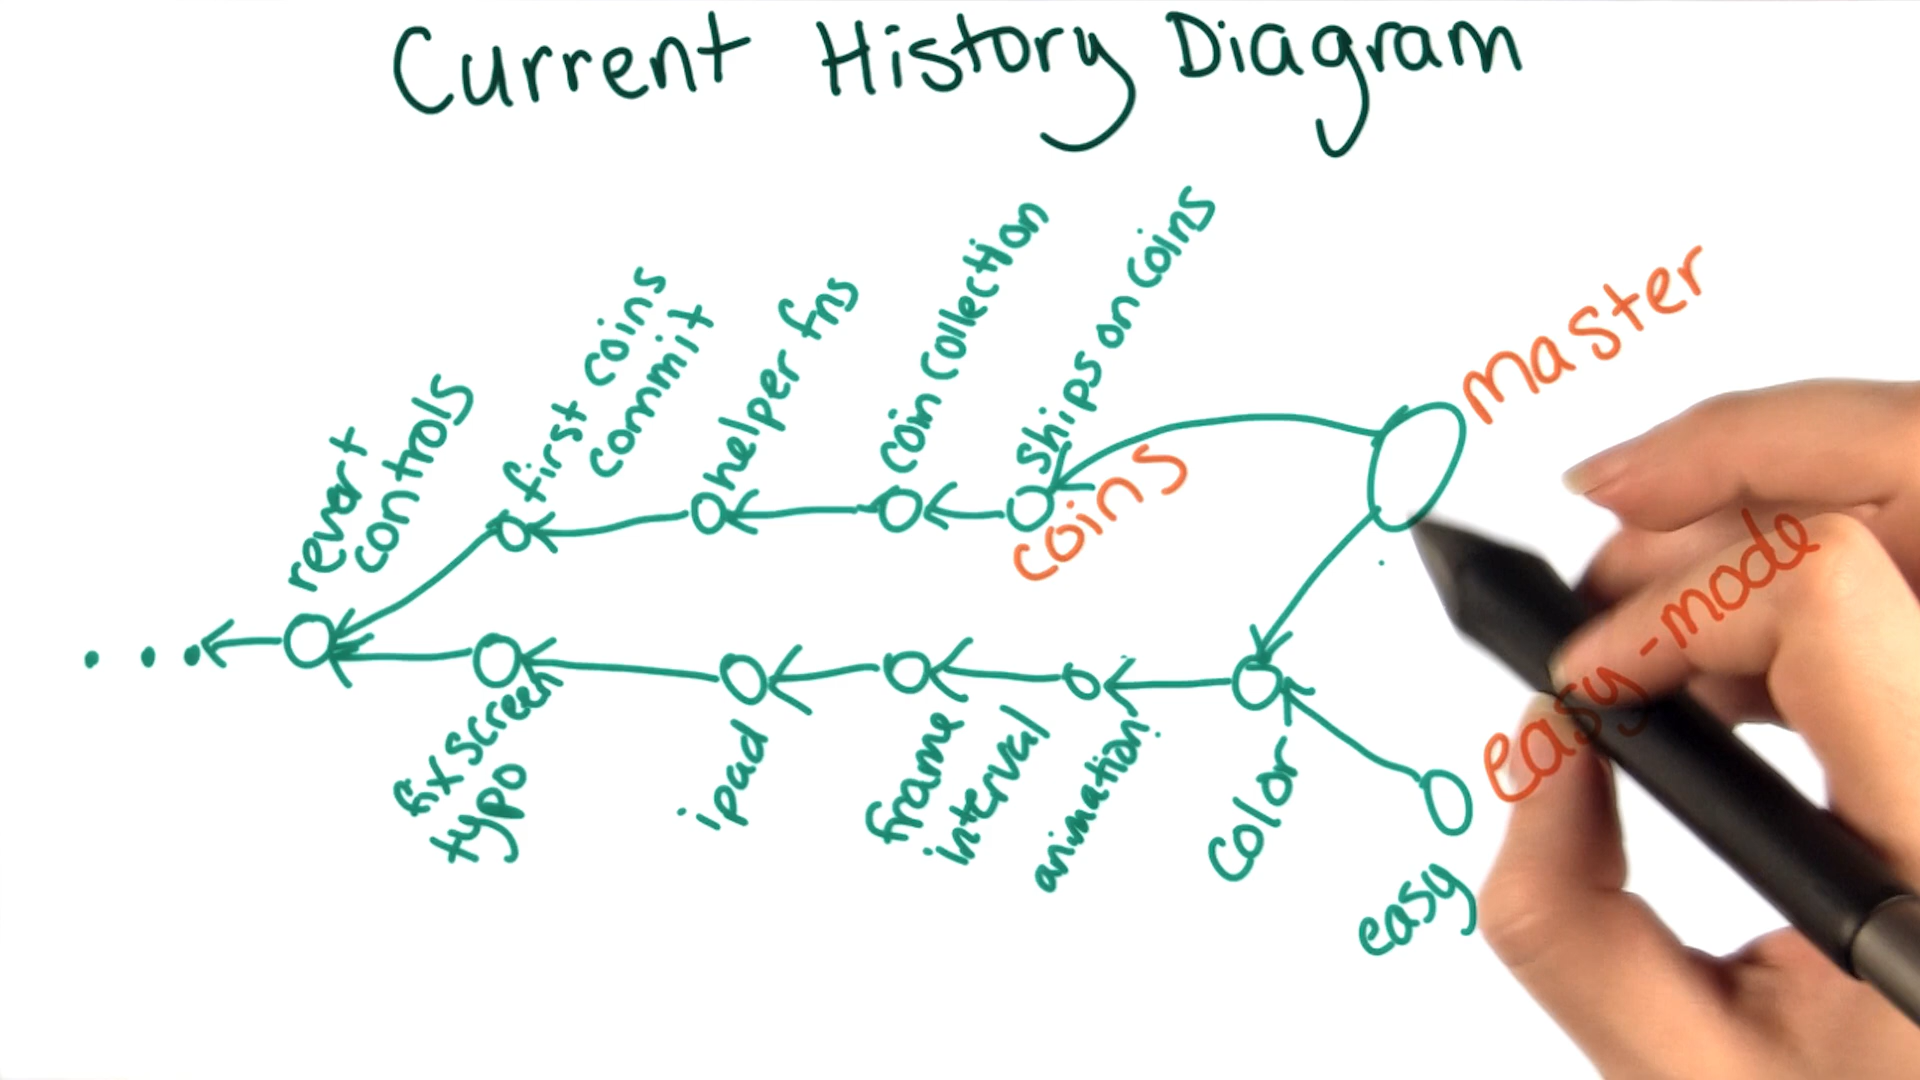 Current History Diagram
revert
controls
first coins
commit
helper fns
coin collection
ships on coins
coins
master
easy-mode
fix screen
typo
ipad
frame
interval
animation
color
easy